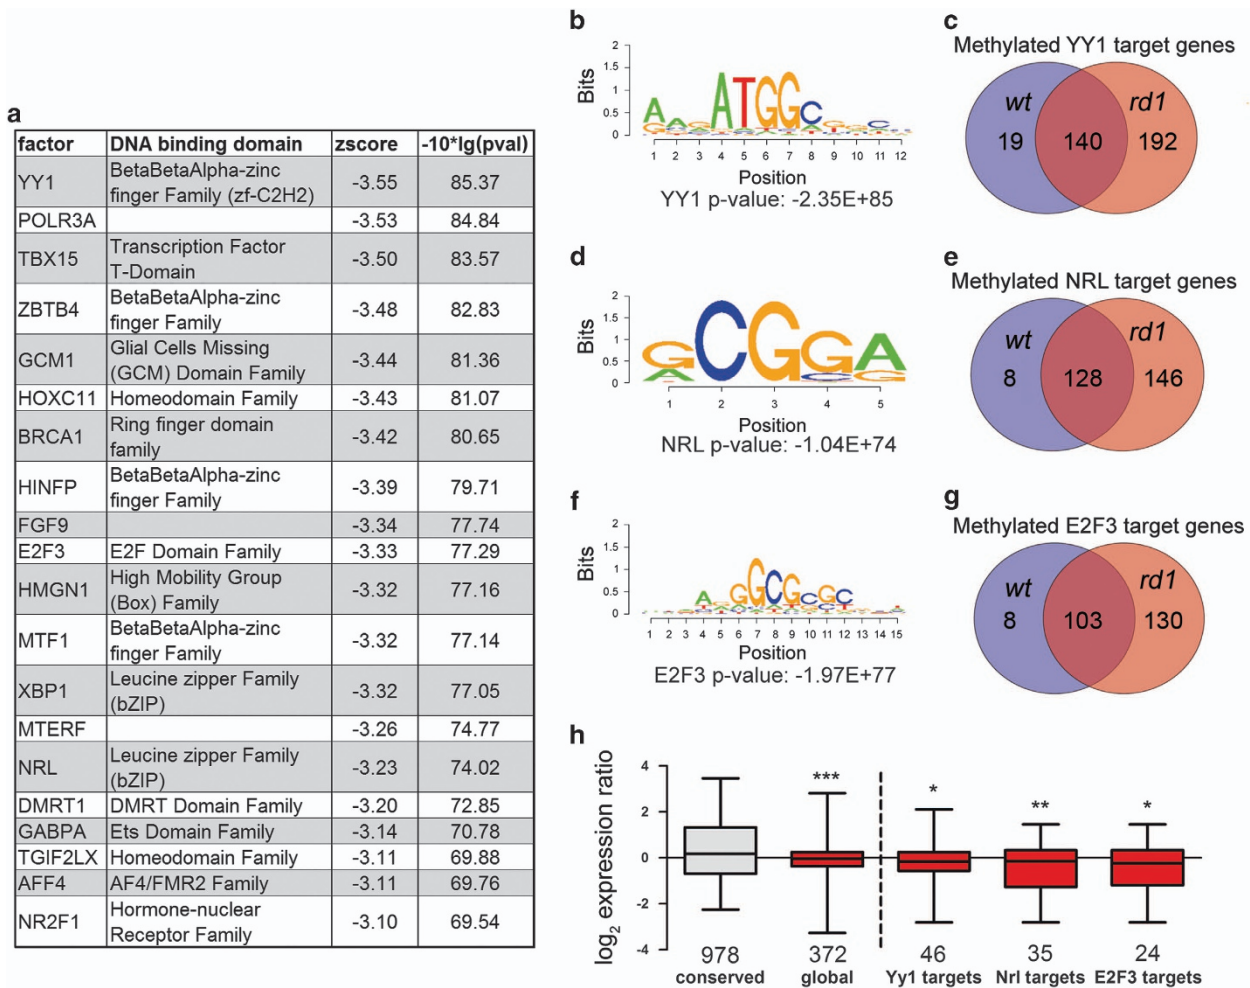 a
factor DNA binding domain zscore -10*lg(pval)
YY1 BetaBetaAlpha-zinc finger Family (zf-C2H2) -3.55 85.37
POLR3A -3.53 84.84
TBX15 Transcription Factor T-Domain -3.50 83.57
ZBTB4 BetaBetaAlpha-zinc finger Family -3.48 82.83
GCM1 Glial Cells Missing (GCM) Domain Family -3.44 81.36
HOXC11 Homeodomain Family -3.43 81.07
BRCA1 Ring finger domain family -3.42 80.65
HINFP BetaBetaAlpha-zinc finger Family -3.39 79.71
FGF9 -3.34 77.74
E2F3 E2F Domain Family -3.33 77.29
HMGN1 High Mobility Group (Box) Family -3.32 77.16
MTF1 BetaBetaAlpha-zinc finger Family -3.32 77.14
XBP1 Leucine zipper Family (bZIP) -3.32 77.05
MTERF -3.26 74.77
NRL Leucine zipper Family (bZIP) -3.23 74.02
DMRT1 DMRT Domain Family -3.20 72.85
GABPA Ets Domain Family -3.14 70.78
TGIF2LX Homeodomain Family -3.11 69.88
AFF4 AF4/FMR2 Family -3.11 69.76
NR2F1 Hormone-nuclear Receptor Family -3.10 69.54
b
Bits
2
1.5
1
0.5
0
A A G A T G G C G G C
1 2 3 4 5 6 7 8 9 10 11 12
Position
YY1 p-value: -2.35E+85
c
Methylated YY1 target genes
wt rd1
19 140 192
d
Bits
2
1.5
1
0.5
0
G C G G A
A C G
1 2 3 4 5
Position
NRL p-value: -1.04E+74
e
Methylated NRL target genes
wt rd1
8 128 146
f
Bits
2
1.5
1
0.5
0
A G G C G C G C
1 2 3 4 5 6 7 8 9 10 11 12 13 14 15
Position
E2F3 p-value: -1.97E+77
g
Methylated E2F3 target genes
wt rd1
8 103 130
h
log2 expression ratio
4
2
0
-2
-4
*** * ** *
978 372 46 35 24
conserved global Yy1 targets Nrl targets E2F3 targets